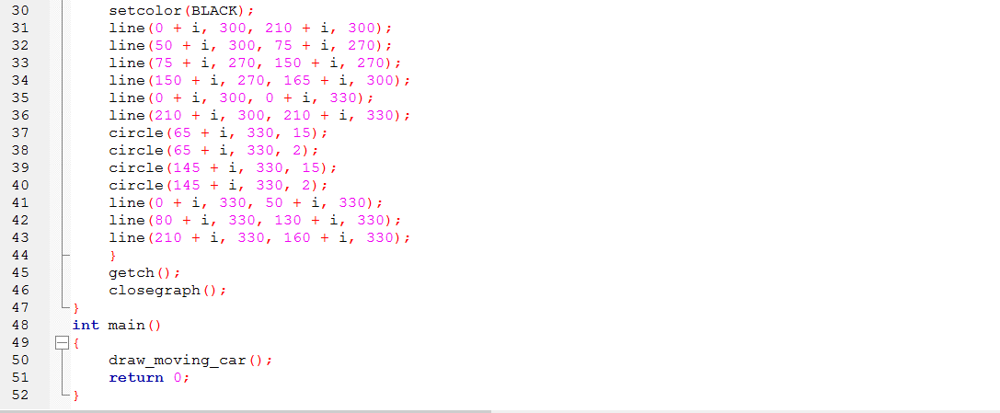 30 setcolor(BLACK);
31 line(0 + i, 300, 210 + i, 300);
32 line(50 + i, 300, 75 + i, 270);
33 line(75 + i, 270, 150 + i, 270);
34 line(150 + i, 270, 165 + i, 300);
35 line(0 + i, 300, 0 + i, 330);
36 line(210 + i, 300, 210 + i, 330);
37 circle(65 + i, 330, 15);
38 circle(65 + i, 330, 2);
39 circle(145 + i, 330, 15);
40 circle(145 + i, 330, 2);
41 line(0 + i, 330, 50 + i, 330);
42 line(80 + i, 330, 130 + i, 330);
43 line(210 + i, 330, 160 + i, 330);
44 }
45 getch();
46 closegraph();
47 }
48 int main()
49 {
50 draw_moving_car();
51 return 0;
52 }